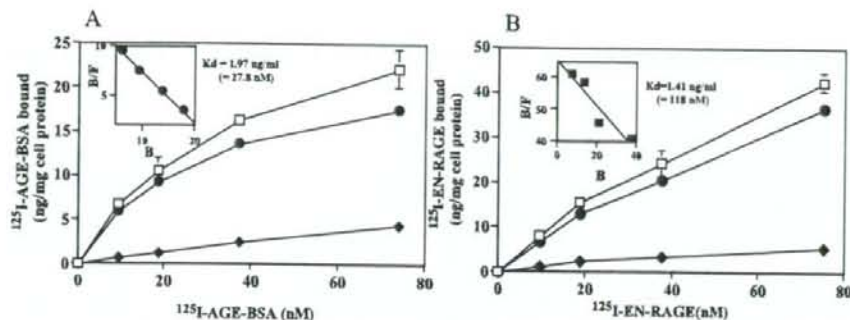 A
B
25
20
15
10
5
0
0
20
40
60
80
¹²⁵I-AGE-BSA bound
(ng/mg cell protein)
¹²⁵I-AGE-BSA (nM)
10
5
10
20
B/F
B
Kd = 1.97 ng/ml
(= 27.8 nM)
50
40
30
20
10
0
0
20
40
60
80
¹²⁵I-EN-RAGE bound
(ng/mg cell protein)
¹²⁵I-EN-RAGE(nM)
60
40
0
20
40
B/F
B
Kd=1.41 ng/ml
(= 118 nM)